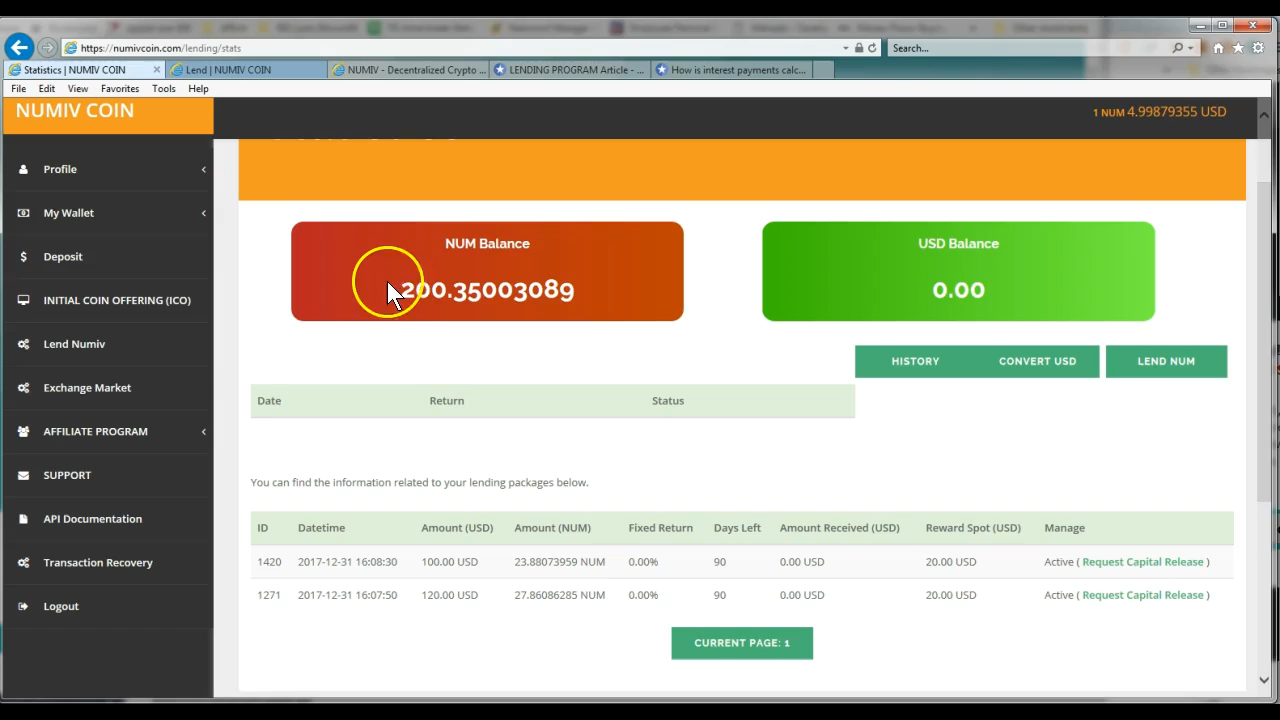 https://numivcoin.com/lending/stats
Search...
Statistics | NUMIV COIN
Lend | NUMIV COIN
NUMIV - Decentralized Crypto ...
LENDING PROGRAM Article - ...
How is interest payments calc...
File Edit View Favorites Tools Help
NUMIV COIN
1 NUM 4.99879355 USD
Profile
My Wallet
Deposit
INITIAL COIN OFFERING (ICO)
Lend Numiv
Exchange Market
AFFILIATE PROGRAM
SUPPORT
API Documentation
Transaction Recovery
Logout
NUM Balance
200.35003089
USD Balance
0.00
HISTORY CONVERT USD LEND NUM
Date Return Status
You can find the information related to your lending packages below.
ID Datetime Amount (USD) Amount (NUM) Fixed Return Days Left Amount Received (USD) Reward Spot (USD) Manage
1420 2017-12-31 16:08:30 100.00 USD 23.88073959 NUM 0.00% 90 0.00 USD 20.00 USD Active ( Request Capital Release )
1271 2017-12-31 16:07:50 120.00 USD 27.86086285 NUM 0.00% 90 0.00 USD 20.00 USD Active ( Request Capital Release )
CURRENT PAGE: 1